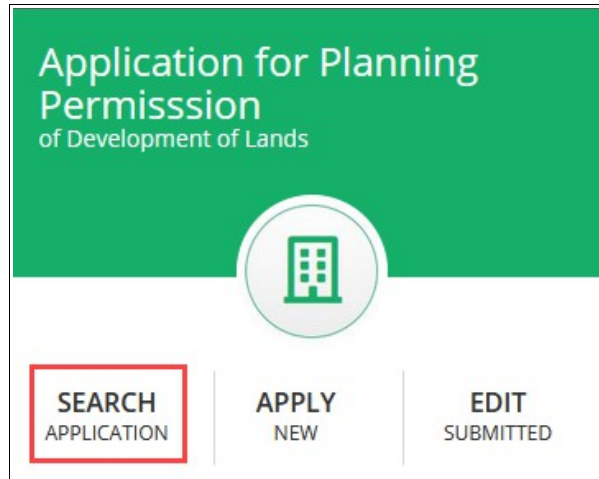 Application for Planning
Permisssion
of Development of Lands
SEARCH
APPLICATION
APPLY
NEW
EDIT
SUBMITTED